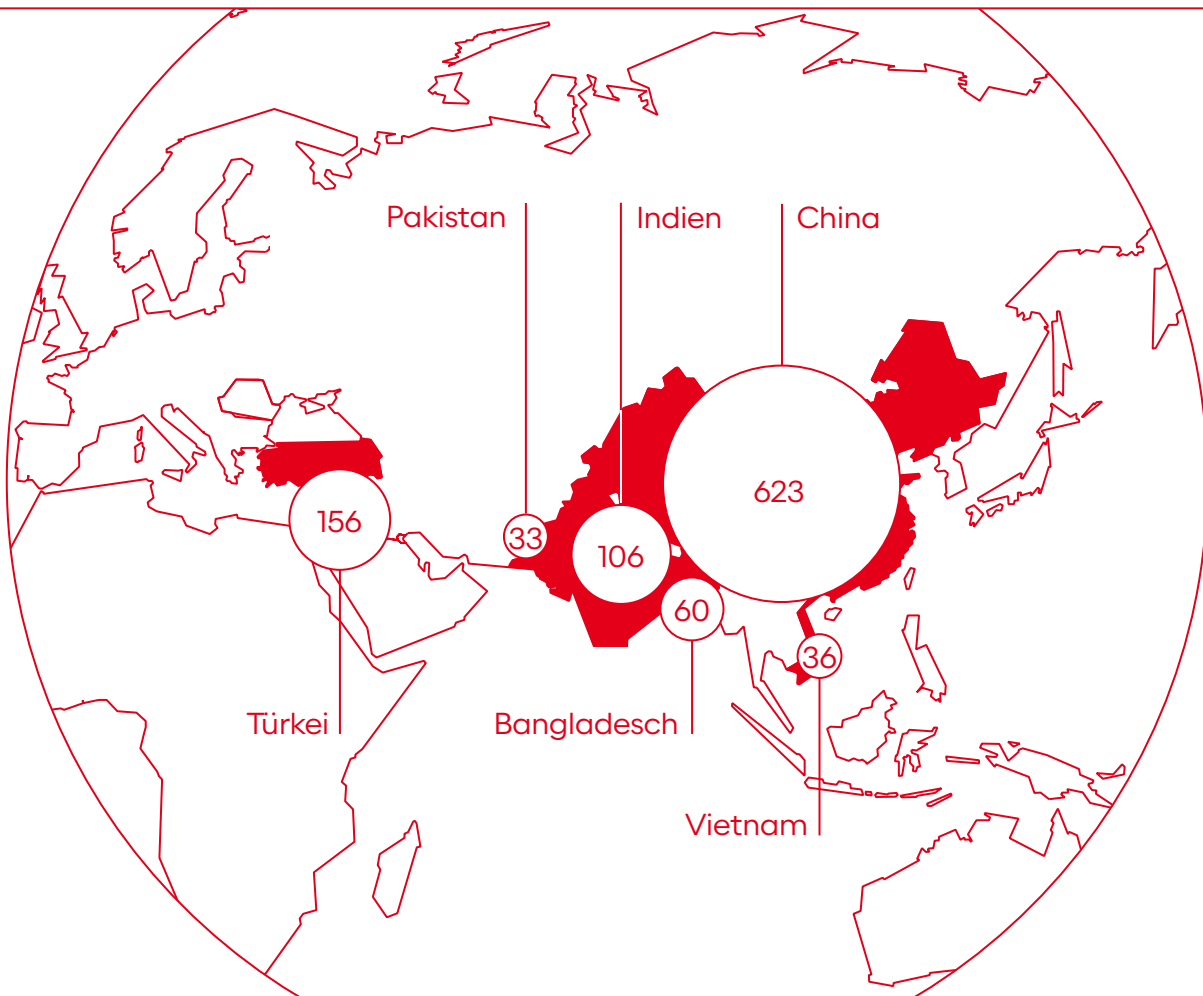 Pakistan
Indien
China
623
156
33
106
60
36
Türkei
Bangladesch
Vietnam